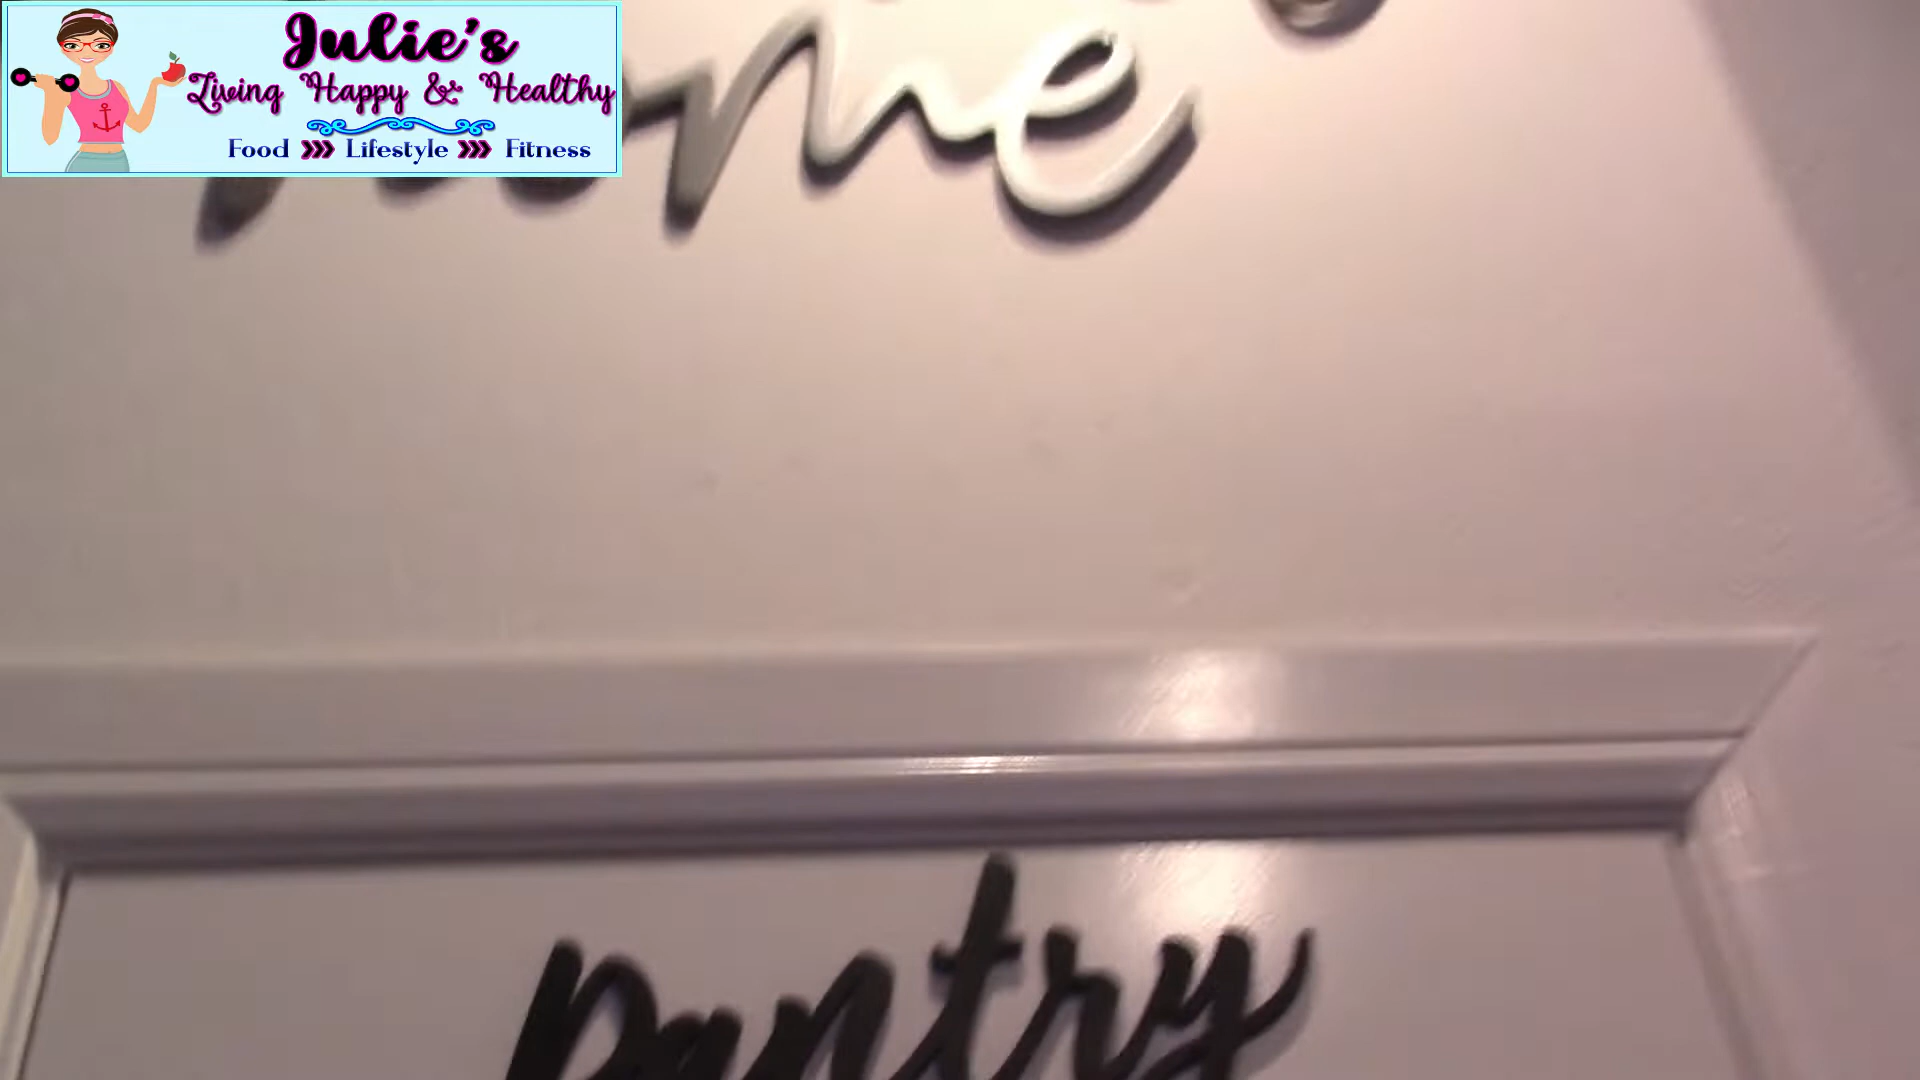 Julie's
Living Happy & Healthy
Food >>> Lifestyle >>> Fitness
Pantry